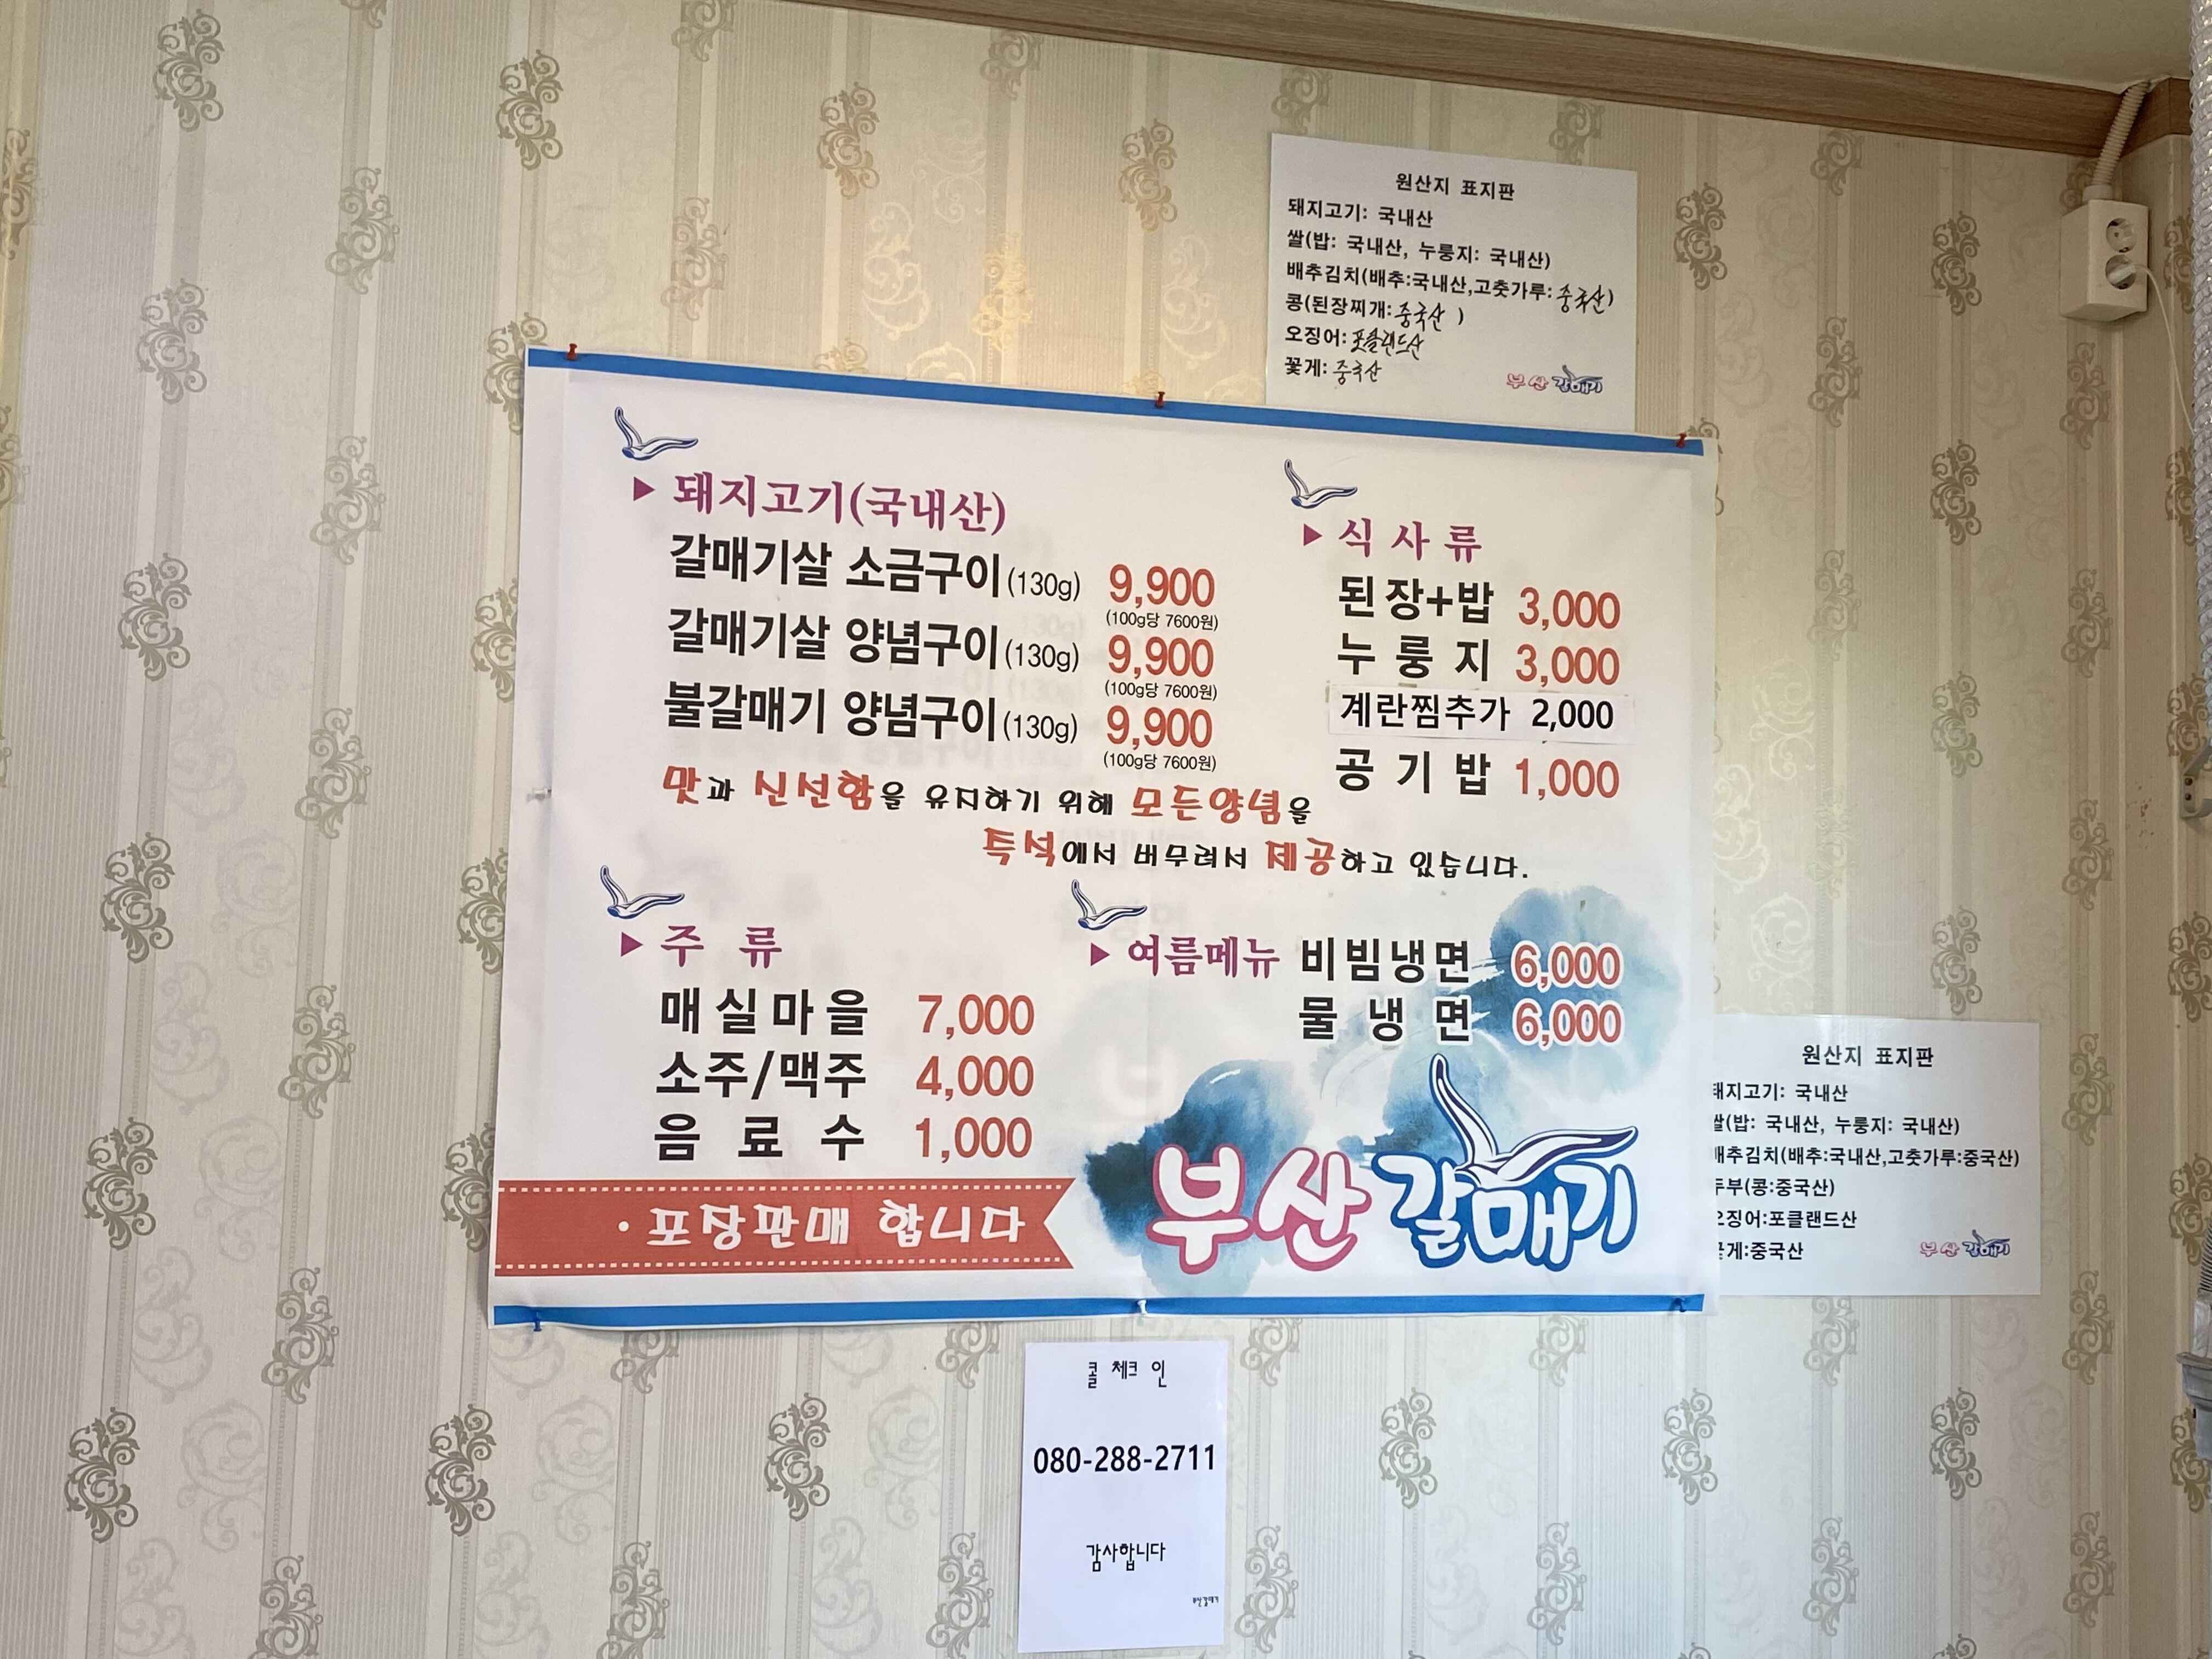 원산지 표지판
돼지고기: 국내산
쌀(밥: 국내산, 누룽지: 국내산)
배추김치(배추:국내산,고춧가루:중국산)
콩(된장찌개:중국산 )
오징어:포클랜드산
꽃게:중국산
부산갈매기
▶돼지고기(국내산)
갈매기살 소금구이(130g) 9,900
(100g당 7600원)
갈매기살 양념구이(130g) 9,900
(100g당 7600원)
불갈매기 양념구이(130g) 9,900
(100g당 7600원)
▶식사류
된장+밥 3,000
누룽지 3,000
계란찜추가 2,000
공기밥 1,000
맛과 신선함을 유지하기 위해 모든양념을
즉석에서 버무려서 제공하고 있습니다.
▶주류
매실마을 7,000
소주/맥주 4,000
음료수 1,000
▶여름메뉴 비빔냉면 6,000
물냉면 6,000
• 포장판매 합니다
부산갈매기
원산지 표지판
돼지고기: 국내산
쌀(밥: 국내산, 누룽지: 국내산)
배추김치(배추:국내산,고춧가루:중국산)
두부(콩:중국산)
오징어:포클랜드산
꽃게:중국산
부산갈매기
콜 체크 인
080-288-2711
감사합니다
부산갈매기